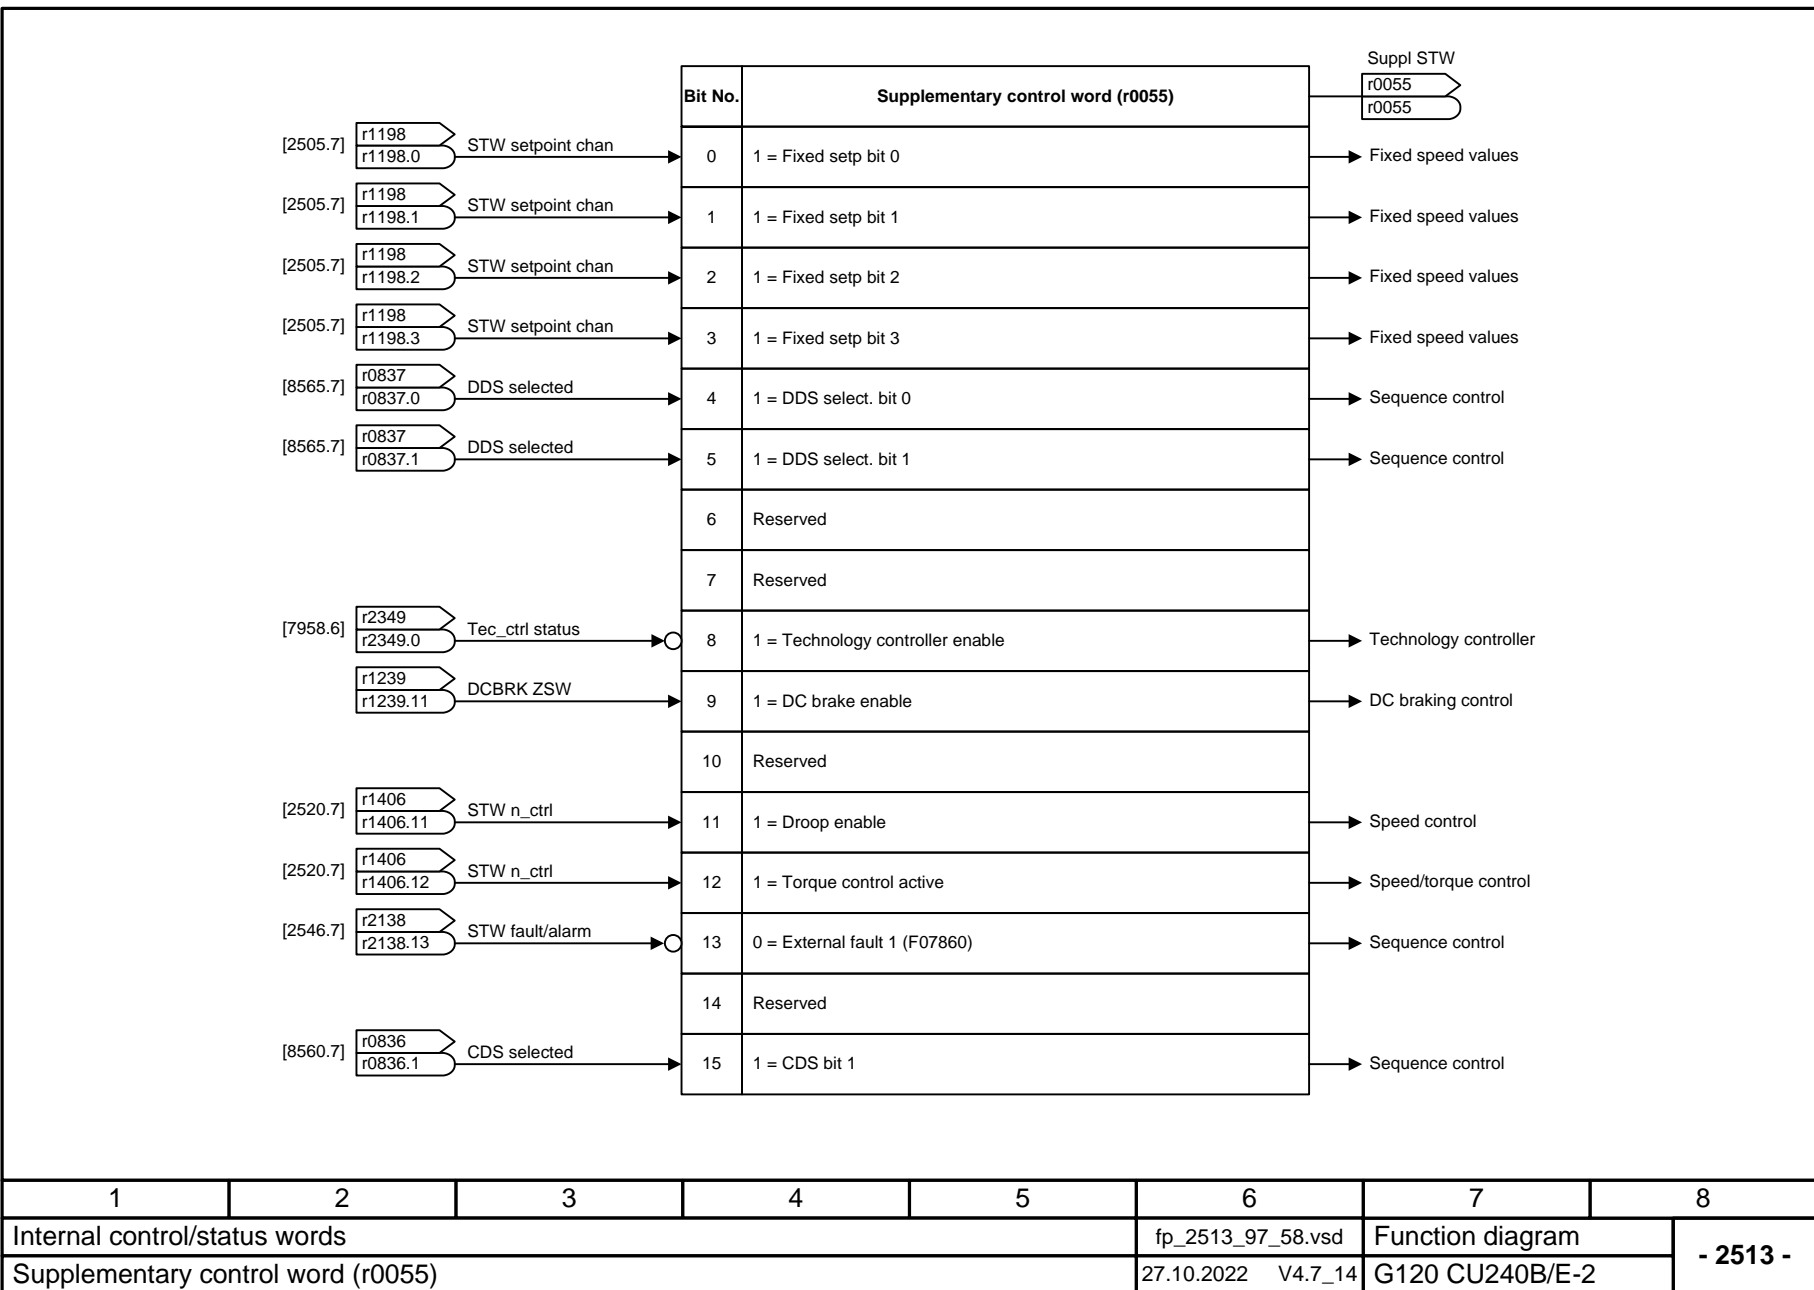 Suppl STW
r0055
r0055
Bit No. Supplementary control word (r0055)
[2505.7] r1198 STW setpoint chan
r1198.0 0 1 = Fixed setp bit 0 Fixed speed values
[2505.7] r1198 STW setpoint chan
r1198.1 1 1 = Fixed setp bit 1 Fixed speed values
[2505.7] r1198 STW setpoint chan
r1198.2 2 1 = Fixed setp bit 2 Fixed speed values
[2505.7] r1198 STW setpoint chan
r1198.3 3 1 = Fixed setp bit 3 Fixed speed values
[8565.7] r0837 DDS selected
r0837.0 4 1 = DDS select. bit 0 Sequence control
[8565.7] r0837 DDS selected
r0837.1 5 1 = DDS select. bit 1 Sequence control
6 Reserved
7 Reserved
[7958.6] r2349 Tec_ctrl status
r2349.0 8 1 = Technology controller enable Technology controller
r1239 DCBRK ZSW
r1239.11 9 1 = DC brake enable DC braking control
10 Reserved
[2520.7] r1406 STW n_ctrl
r1406.11 11 1 = Droop enable Speed control
[2520.7] r1406 STW n_ctrl
r1406.12 12 1 = Torque control active Speed/torque control
[2546.7] r2138 STW fault/alarm
r2138.13 13 0 = External fault 1 (F07860) Sequence control
14 Reserved
[8560.7] r0836 CDS selected
r0836.1 15 1 = CDS bit 1 Sequence control
1 2 3 4 5 6 7 8
Internal control/status words fp_2513_97_58.vsd Function diagram - 2513 -
Supplementary control word (r0055) 27.10.2022 V4.7_14 G120 CU240B/E-2